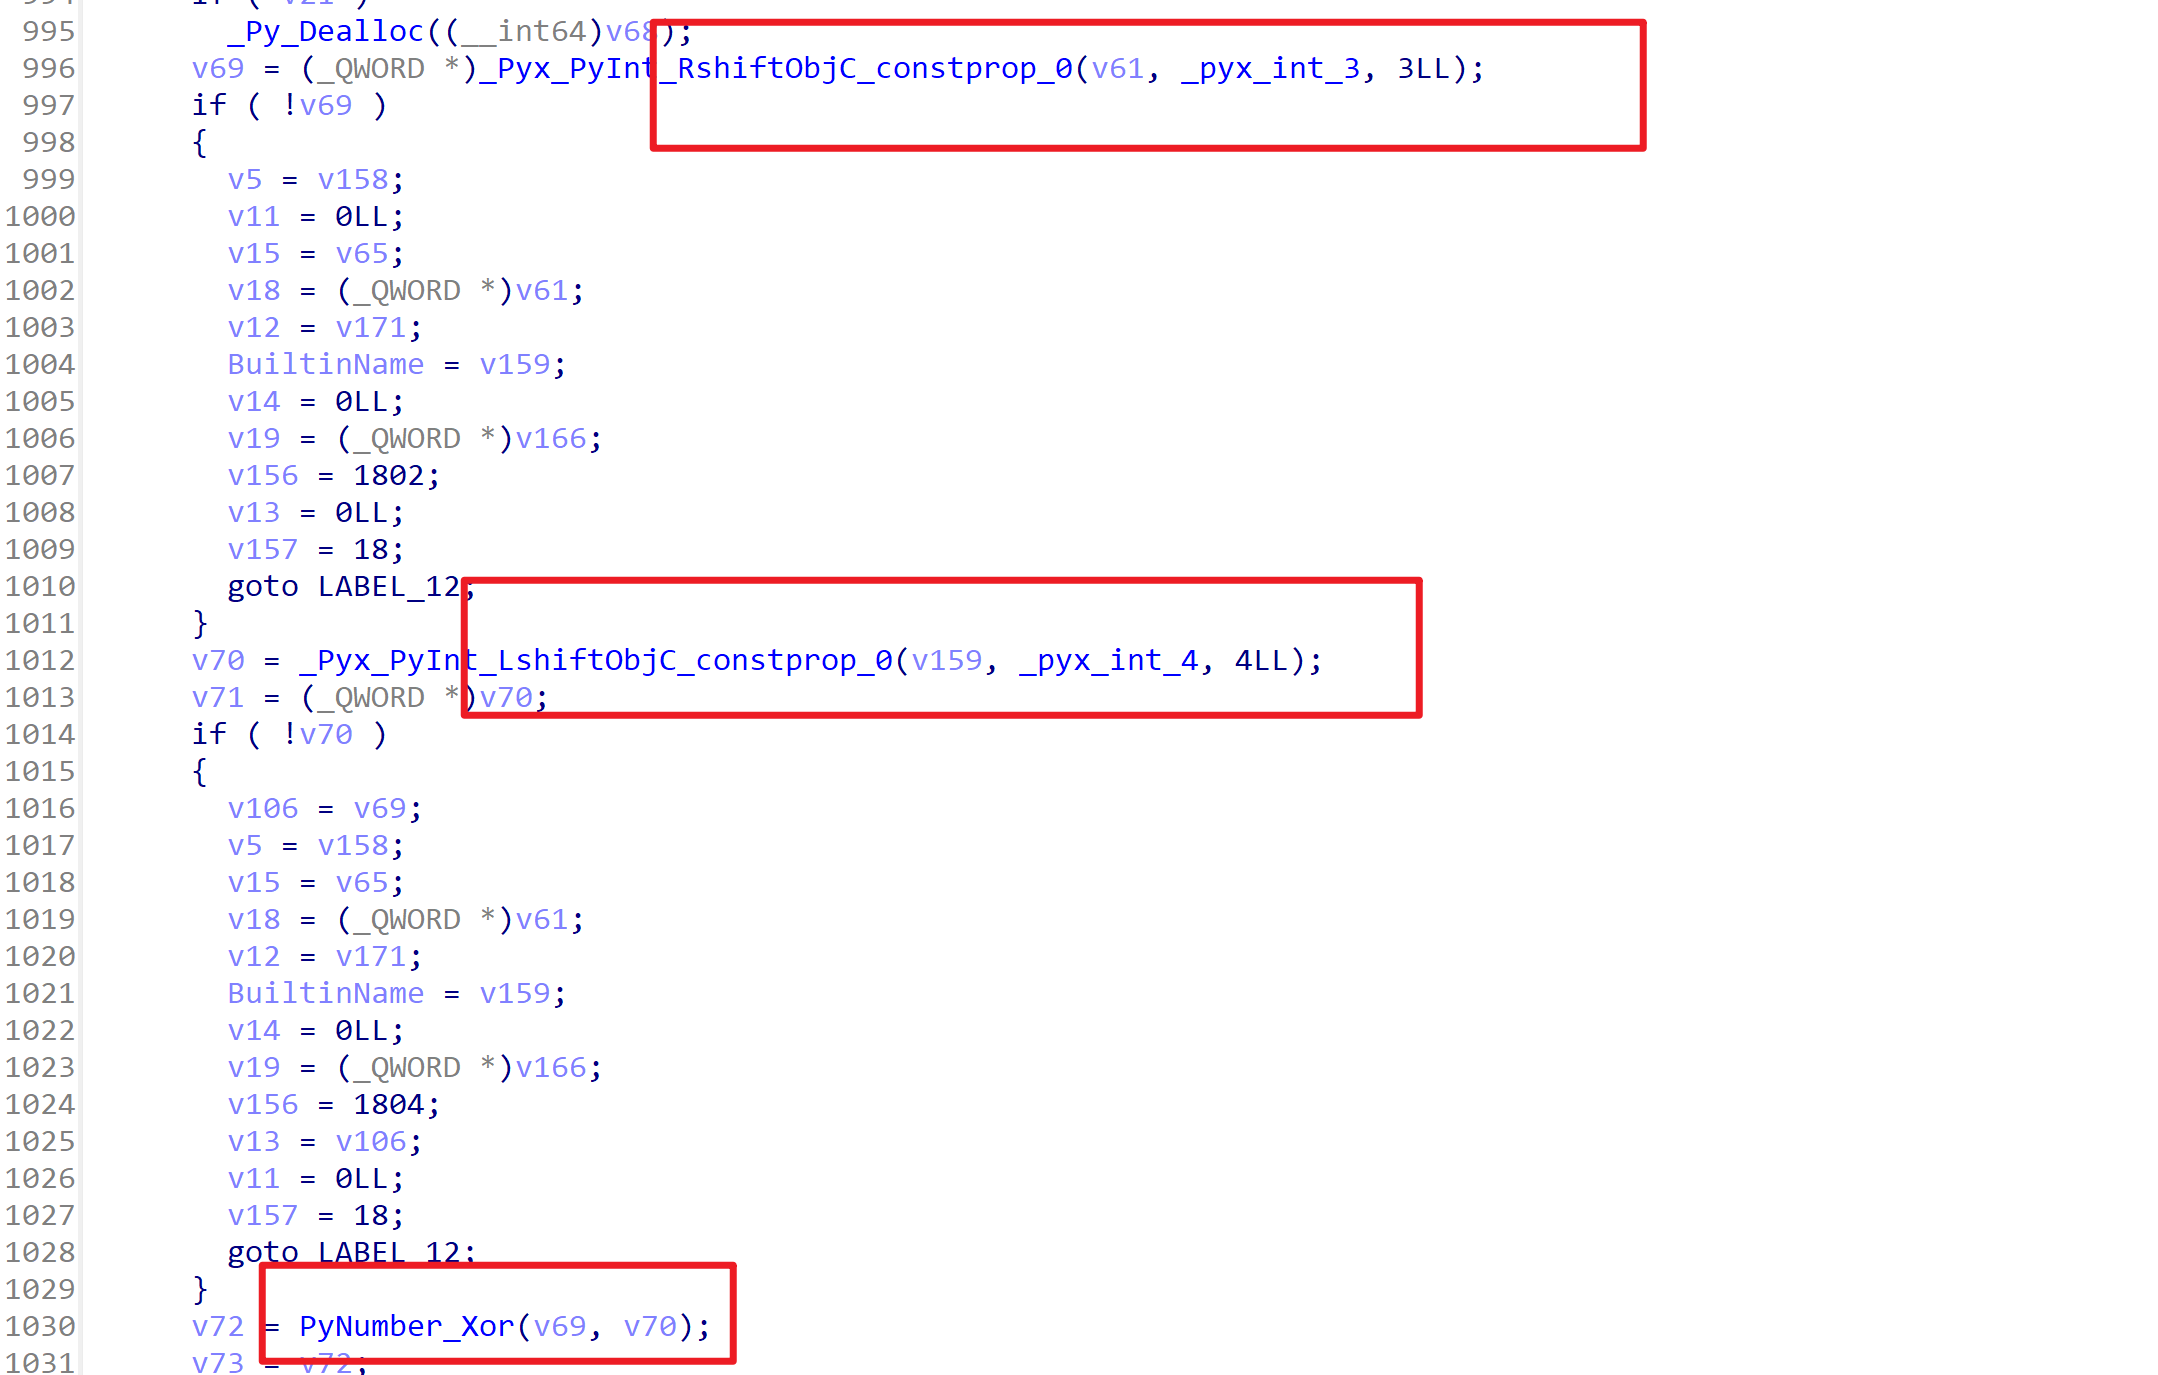 994 if ( v21 )
995 _Py_Dealloc((__int64)v68);
996 v69 = (_QWORD *)_Pyx_PyInt_RshiftObjC_constprop_0(v61, _pyx_int_3, 3LL);
997 if ( !v69 )
998 {
999 v5 = v158;
1000 v11 = 0LL;
1001 v15 = v65;
1002 v18 = (_QWORD *)v61;
1003 v12 = v171;
1004 BuiltinName = v159;
1005 v14 = 0LL;
1006 v19 = (_QWORD *)v166;
1007 v156 = 1802;
1008 v13 = 0LL;
1009 v157 = 18;
1010 goto LABEL_12;
1011 }
1012 v70 = _Pyx_PyInt_LshiftObjC_constprop_0(v159, _pyx_int_4, 4LL);
1013 v71 = (_QWORD *)v70;
1014 if ( !v70 )
1015 {
1016 v106 = v69;
1017 v5 = v158;
1018 v15 = v65;
1019 v18 = (_QWORD *)v61;
1020 v12 = v171;
1021 BuiltinName = v159;
1022 v14 = 0LL;
1023 v19 = (_QWORD *)v166;
1024 v156 = 1804;
1025 v13 = v106;
1026 v11 = 0LL;
1027 v157 = 18;
1028 goto LABEL_12;
1029 }
1030 v72 = PyNumber_Xor(v69, v70);
1031 v73 = v72;